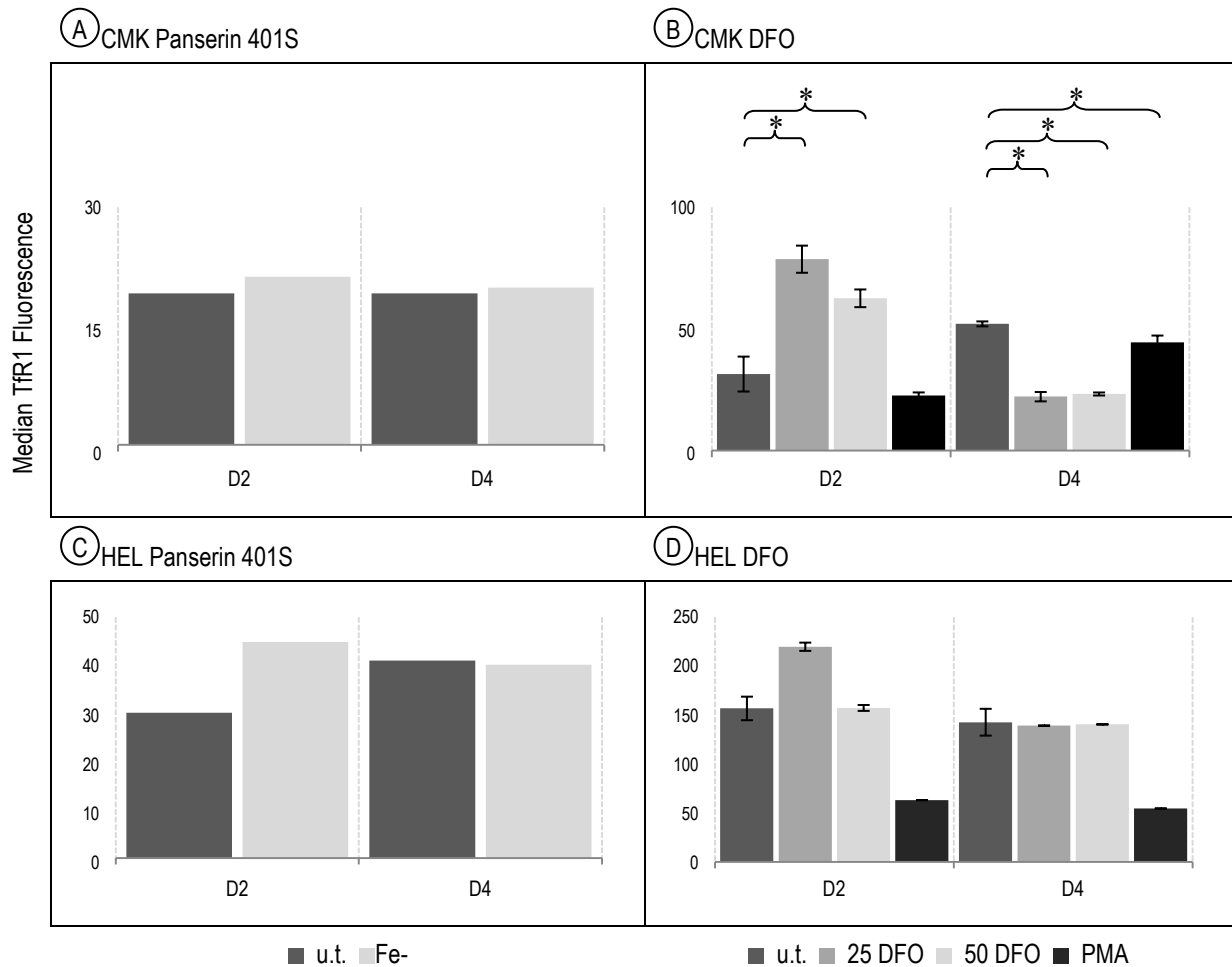 A CMK Panserin 401S
B CMK DFO
Median TfR1 Fluorescence
30
15
0
D2 D4
* *
* * *
100
50
0
D2 D4
C HEL Panserin 401S
D HEL DFO
50
40
30
20
10
0
D2 D4
250
200
150
100
50
0
D2 D4
u.t. Fe-
u.t. 25 DFO 50 DFO PMA